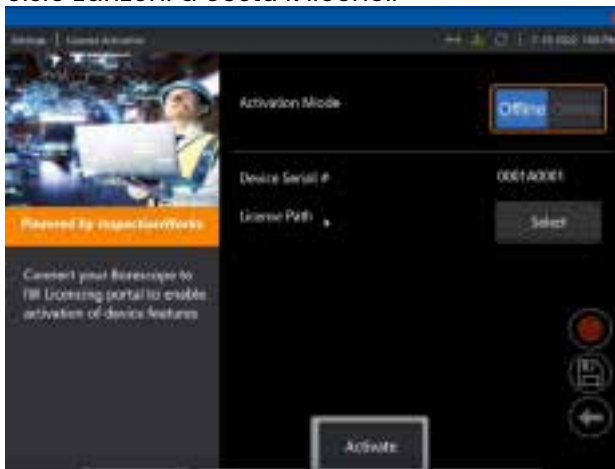 Settings | License Activation
Activation Mode
Offline
Device Serial #
0001A0001
License Path
Select
Powered by InspectionWorks
Connect your Borescope to
IW Licensing portal to enable
activation of device features
Activate